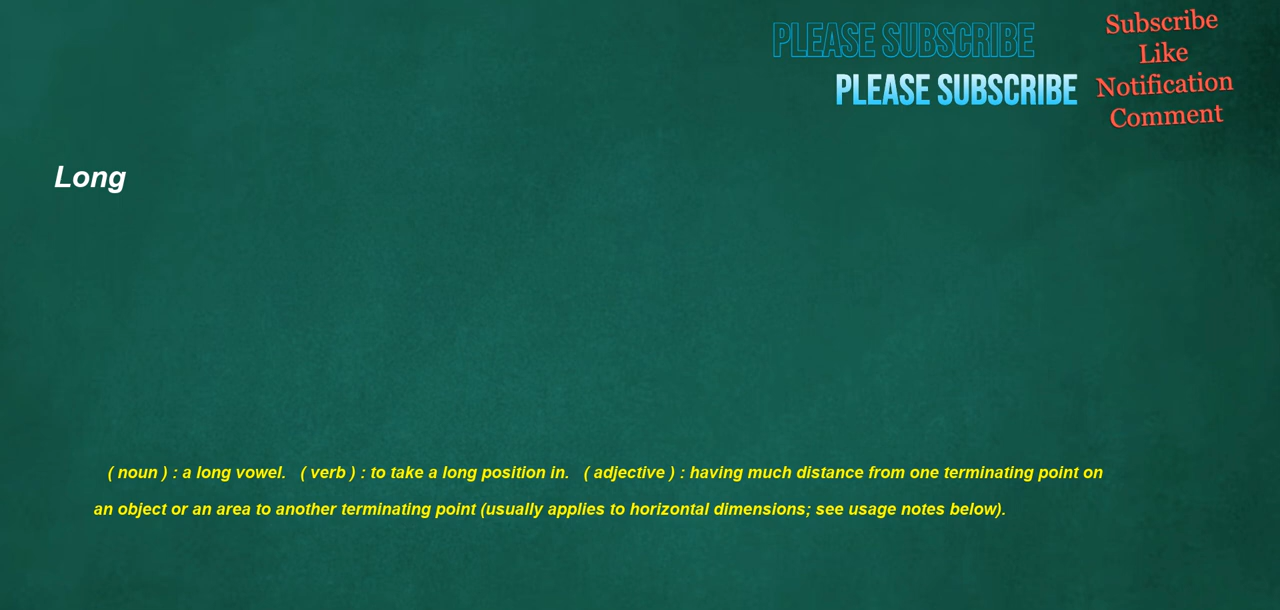 PLEASE SUBSCRIBE
PLEASE SUBSCRIBE
Subscribe
Like
Notification
Comment
Long
( noun ) : a long vowel. ( verb ) : to take a long position in. ( adjective ) : having much distance from one terminating point on
an object or an area to another terminating point (usually applies to horizontal dimensions; see usage notes below).